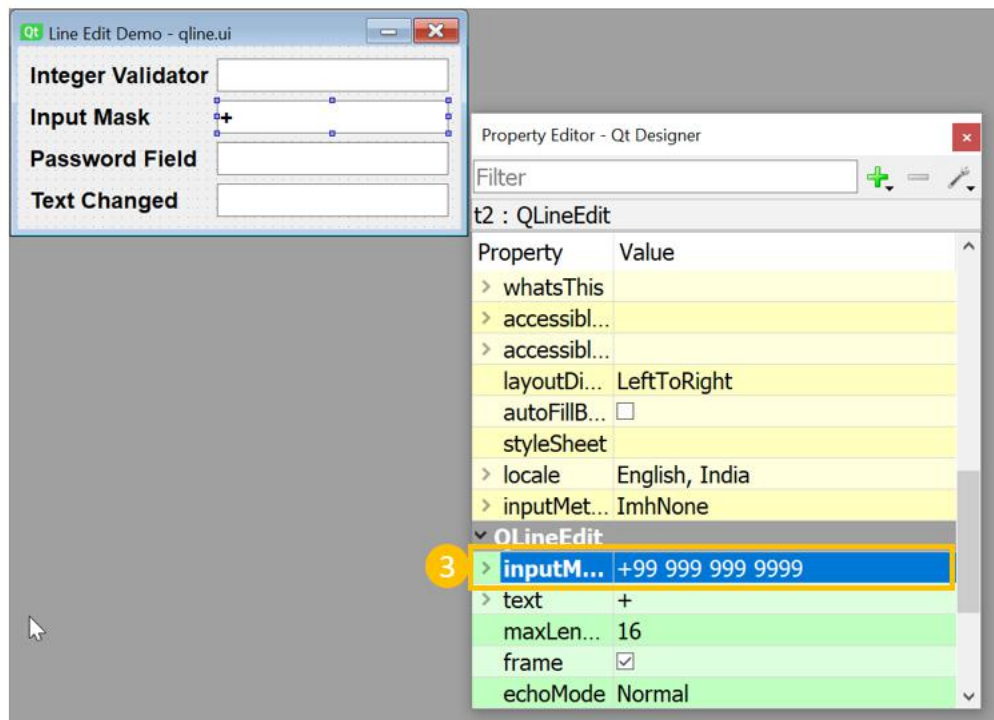 Qt Line Edit Demo - qline.ui
Integer Validator
Input Mask +
Password Field
Text Changed
Property Editor - Qt Designer
Filter
t2 : QLineEdit
Property Value
whatsThis
accessibl...
accessibl...
layoutDi... LeftToRight
autoFillB...
styleSheet
locale English, India
inputMet... ImhNone
QLineEdit
3 inputM... +99 999 999 9999
text +
maxLen... 16
frame
echoMode Normal